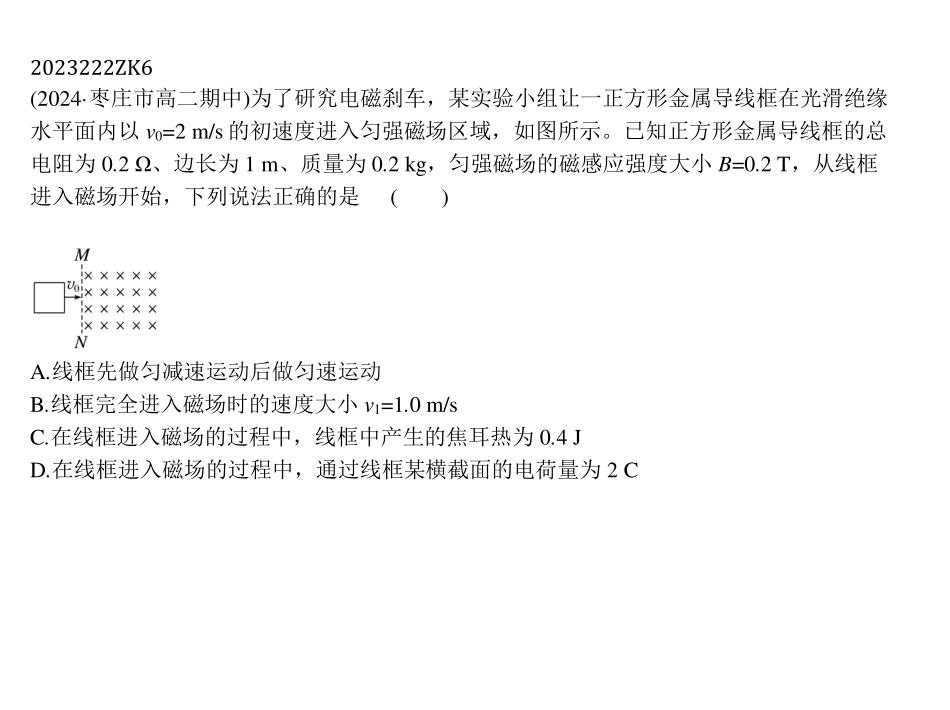 2023222ZK6
(2024·枣庄市高二期中)为了研究电磁刹车，某实验小组让一正方形金属导线框在光滑绝缘
水平面内以 v0=2 m/s 的初速度进入匀强磁场区域，如图所示。已知正方形金属导线框的总
电阻为 0.2 Ω、边长为 1 m、质量为 0.2 kg，匀强磁场的磁感应强度大小 B=0.2 T，从线框
进入磁场开始，下列说法正确的是 (  )
M
v0
N
A.线框先做匀减速运动后做匀速运动
B.线框完全进入磁场时的速度大小 v1=1.0 m/s
C.在线框进入磁场的过程中，线框中产生的焦耳热为 0.4 J
D.在线框进入磁场的过程中，通过线框某横截面的电荷量为 2 C